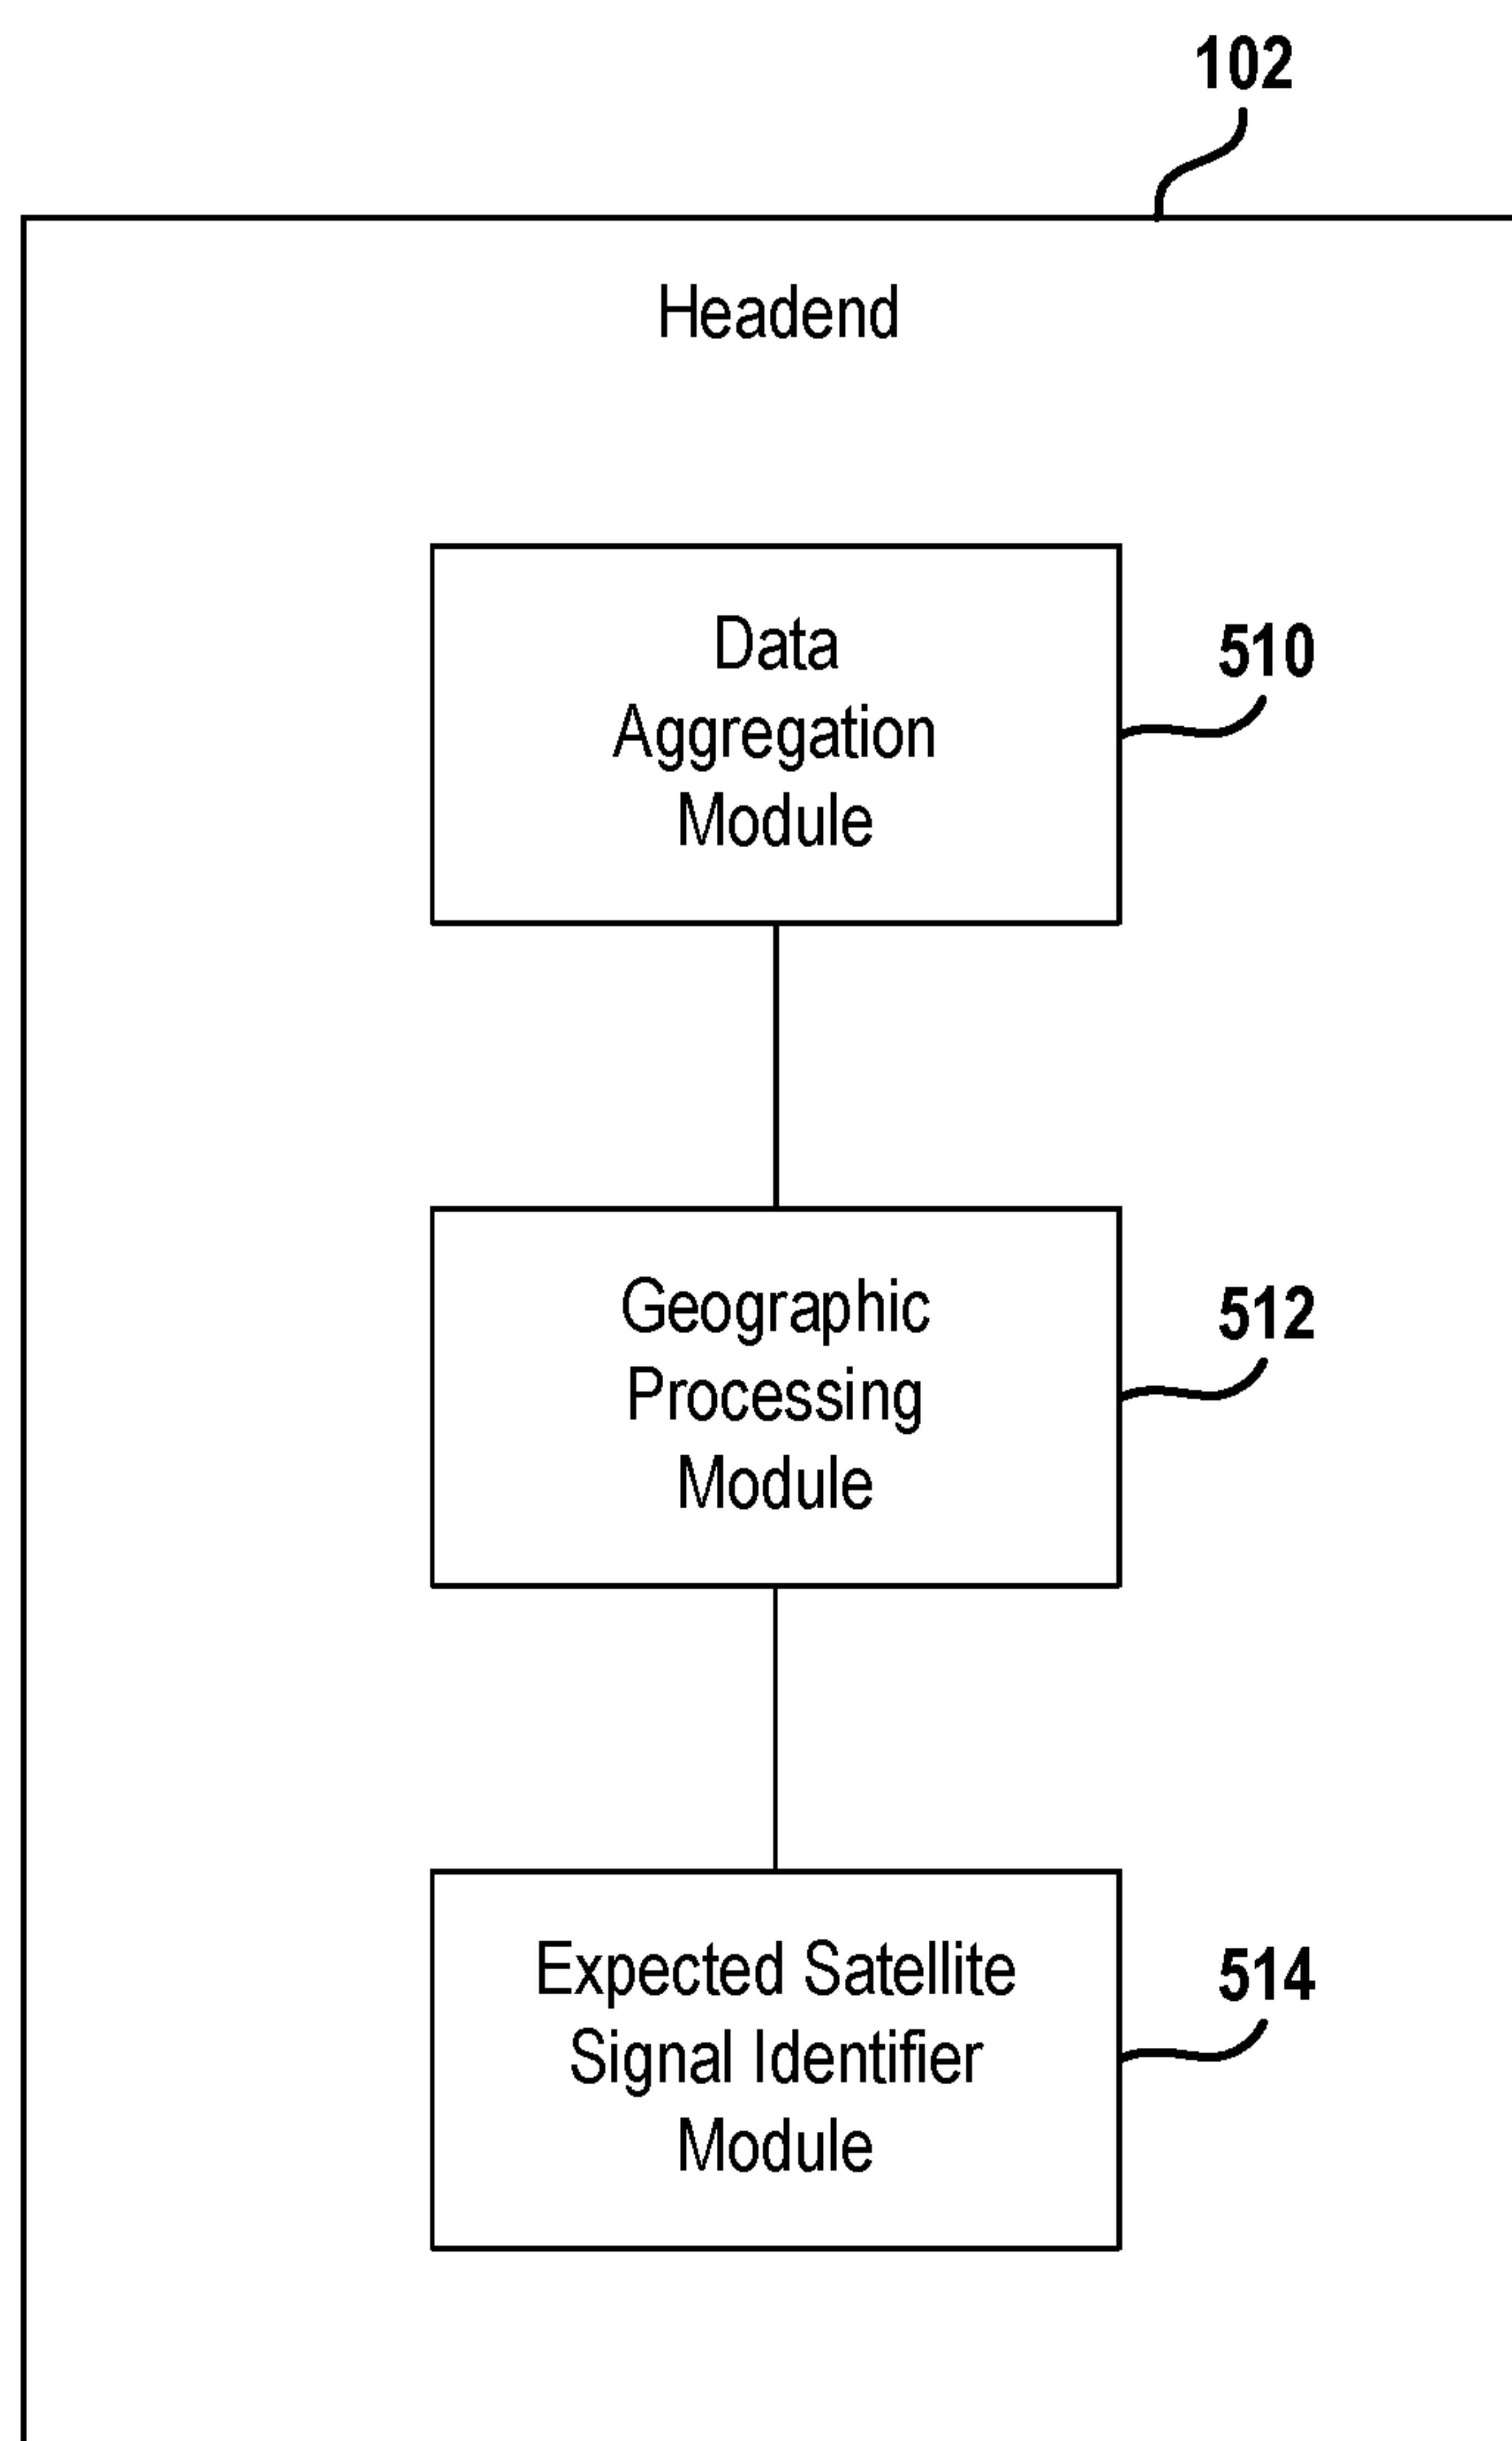 102
Headend
Data
Aggregation
Module
510
Geographic
Processing
Module
512
Expected Satellite
Signal Identifier
Module
514